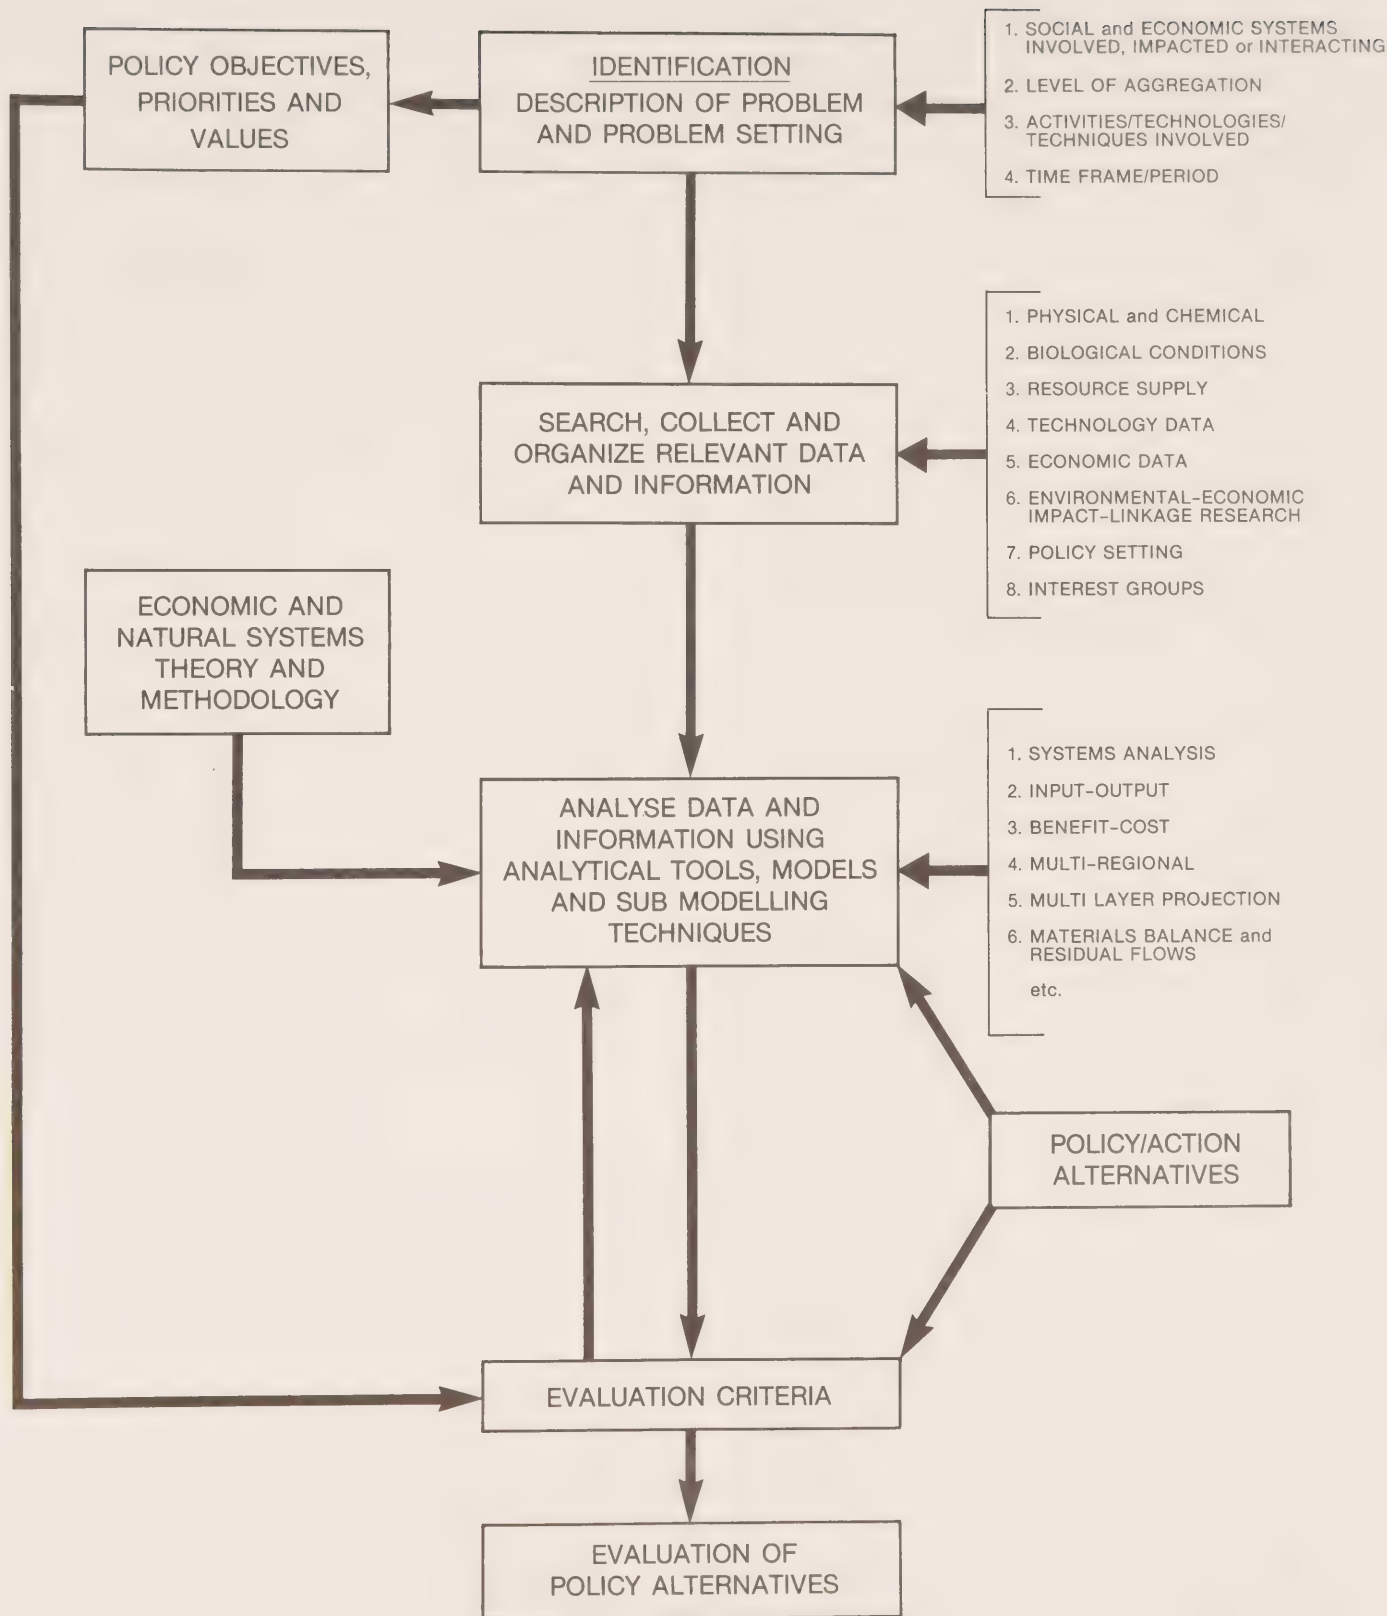 POLICY OBJECTIVES,
PRIORITIES AND
VALUES
IDENTIFICATION
DESCRIPTION OF PROBLEM
AND PROBLEM SETTING
1. SOCIAL and ECONOMIC SYSTEMS
INVOLVED, IMPACTED or INTERACTING
2. LEVEL OF AGGREGATION
3. ACTIVITIES/TECHNOLOGIES/
TECHNIQUES INVOLVED
4. TIME FRAME/PERIOD
SEARCH, COLLECT AND
ORGANIZE RELEVANT DATA
AND INFORMATION
1. PHYSICAL and CHEMICAL
2. BIOLOGICAL CONDITIONS
3. RESOURCE SUPPLY
4. TECHNOLOGY DATA
5. ECONOMIC DATA
6. ENVIRONMENTAL-ECONOMIC
IMPACT-LINKAGE RESEARCH
7. POLICY SETTING
8. INTEREST GROUPS
ECONOMIC AND
NATURAL SYSTEMS
THEORY AND
METHODOLOGY
ANALYSE DATA AND
INFORMATION USING
ANALYTICAL TOOLS, MODELS
AND SUB MODELLING
TECHNIQUES
1. SYSTEMS ANALYSIS
2. INPUT-OUTPUT
3. BENEFIT-COST
4. MULTI-REGIONAL
5. MULTI LAYER PROJECTION
6. MATERIALS BALANCE and
RESIDUAL FLOWS
etc.
POLICY/ACTION
ALTERNATIVES
EVALUATION CRITERIA
EVALUATION OF
POLICY ALTERNATIVES